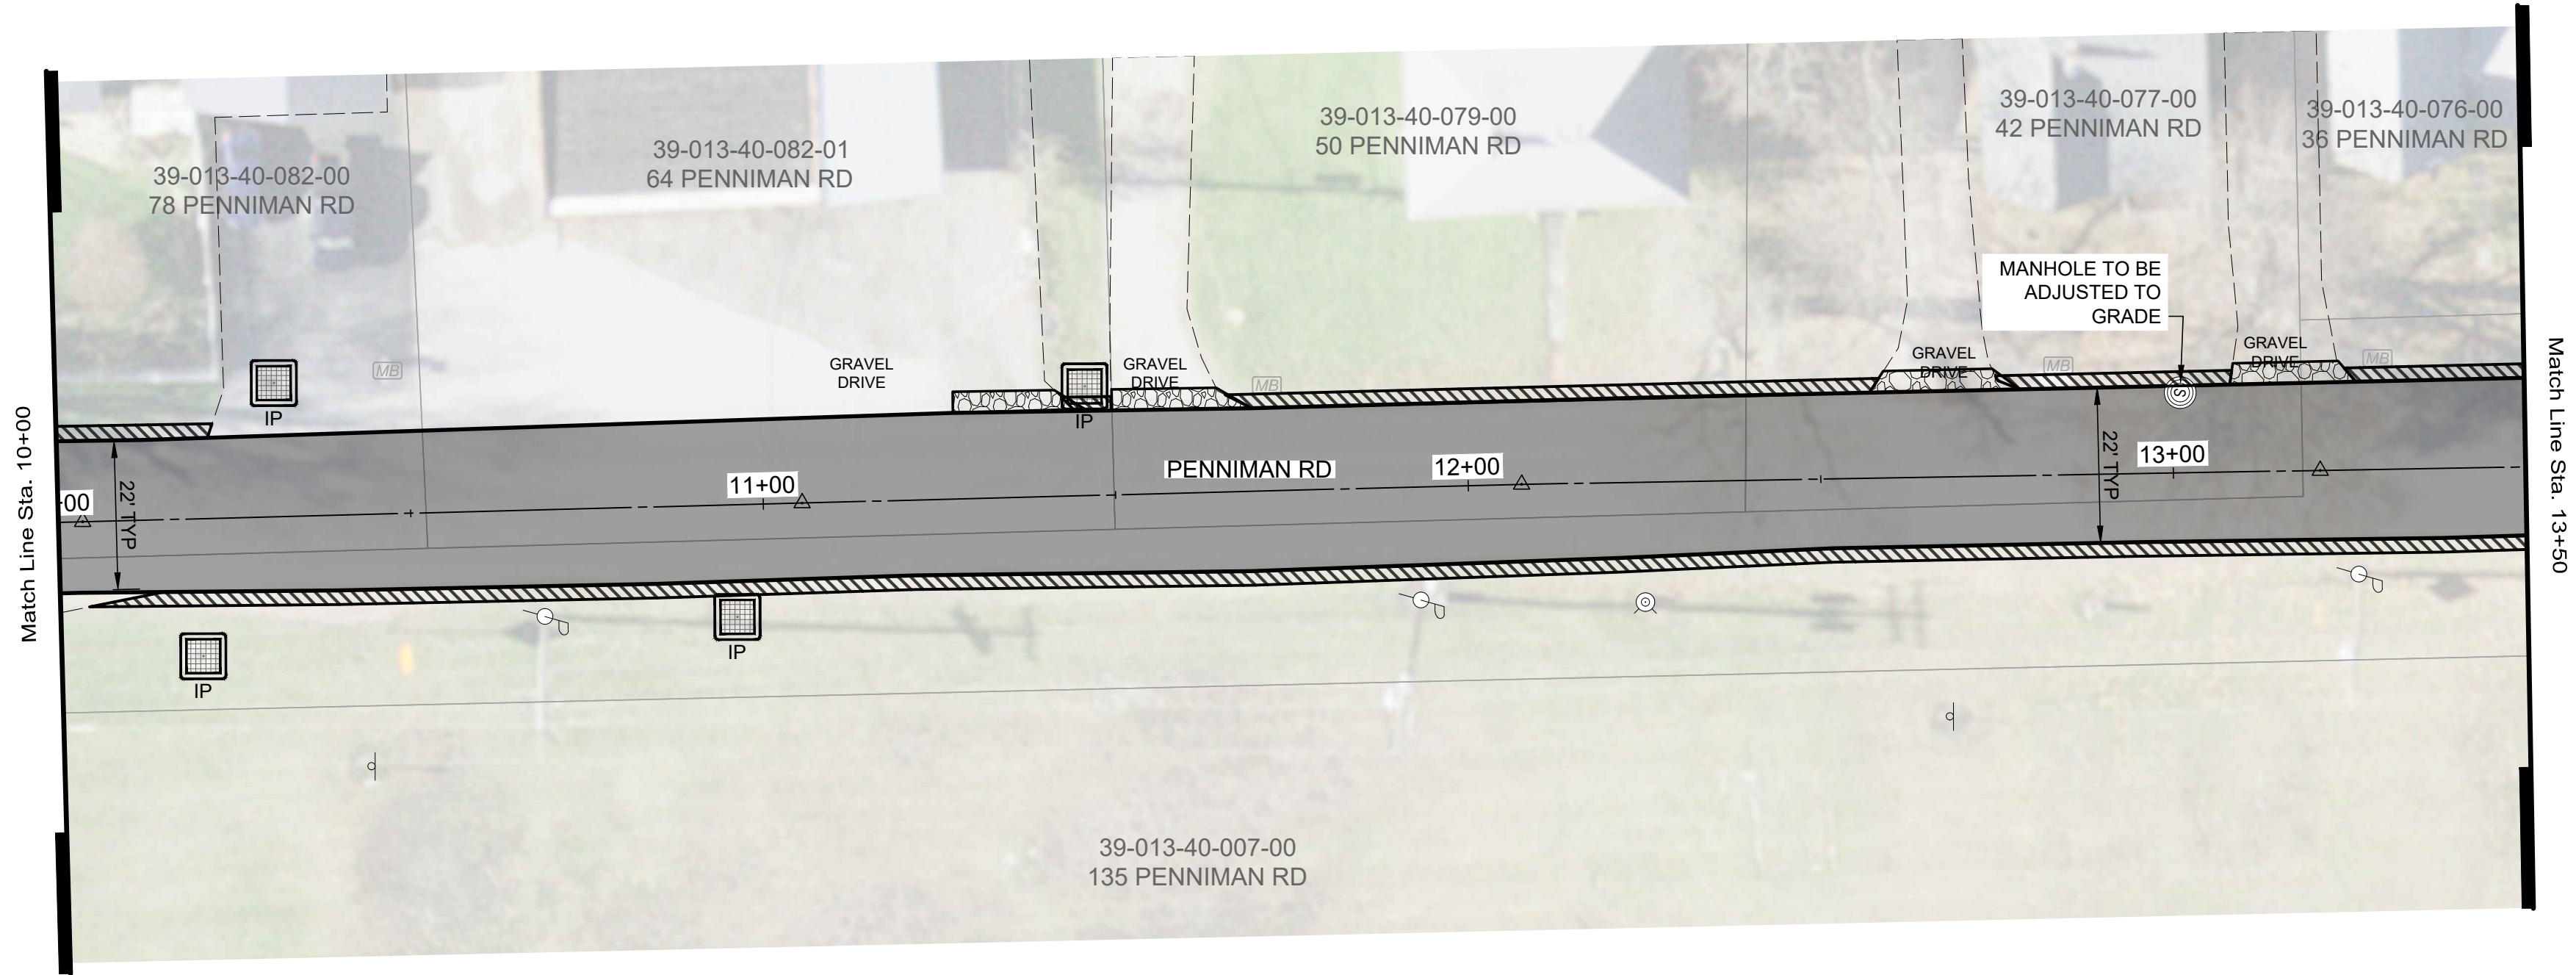 39-013-40-082-00
78 PENNIMAN RD
39-013-40-082-01
64 PENNIMAN RD
39-013-40-079-00
50 PENNIMAN RD
39-013-40-077-00
42 PENNIMAN RD
39-013-40-076-00
36 PENNIMAN RD
MANHOLE TO BE
ADJUSTED TO
GRADE
MB
GRAVEL
DRIVE
GRAVEL
DRIVE
MB
GRAVEL
DRIVE
MB
GRAVEL
DRIVE
MB
IP
IP
S
Match Line Sta. 10+00
+00
22' TYP
11+00
PENNIMAN RD
12+00
22' TYP
13+00
Match Line Sta. 13+50
IP
IP
39-013-40-007-00
135 PENNIMAN RD